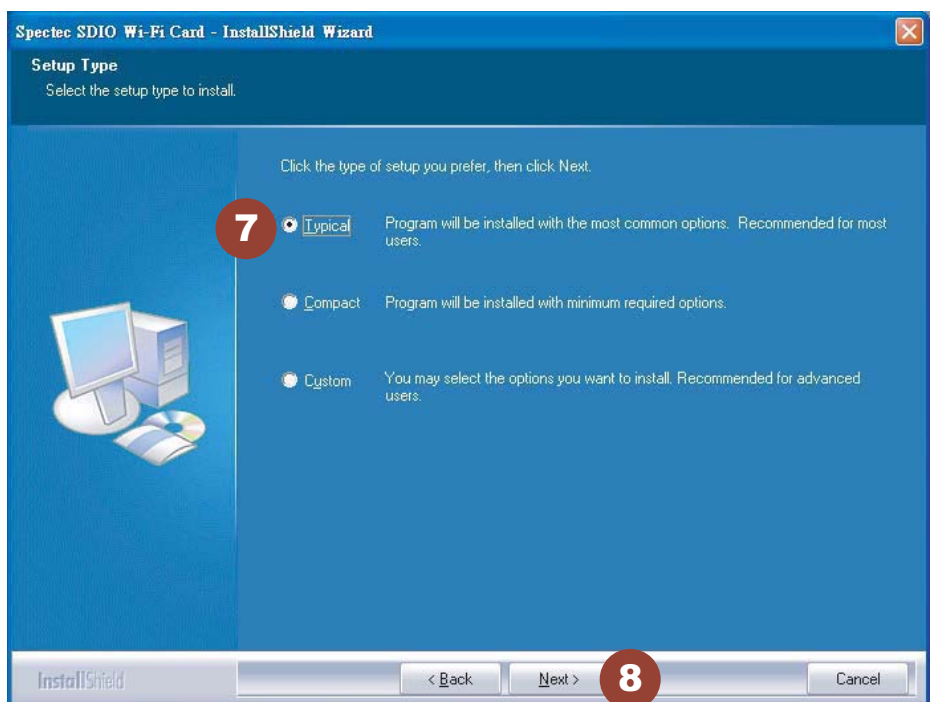 Spectec SDIO Wi-Fi Card - InstallShield Wizard
Setup Type
Select the setup type to install.
Click the type of setup you prefer, then click Next.
7
Typical
Program will be installed with the most common options. Recommended for most
users.
Compact
Program will be installed with minimum required options.
Custom
You may select the options you want to install. Recommended for advanced
users.
InstallShield
< Back
Next >
8
Cancel